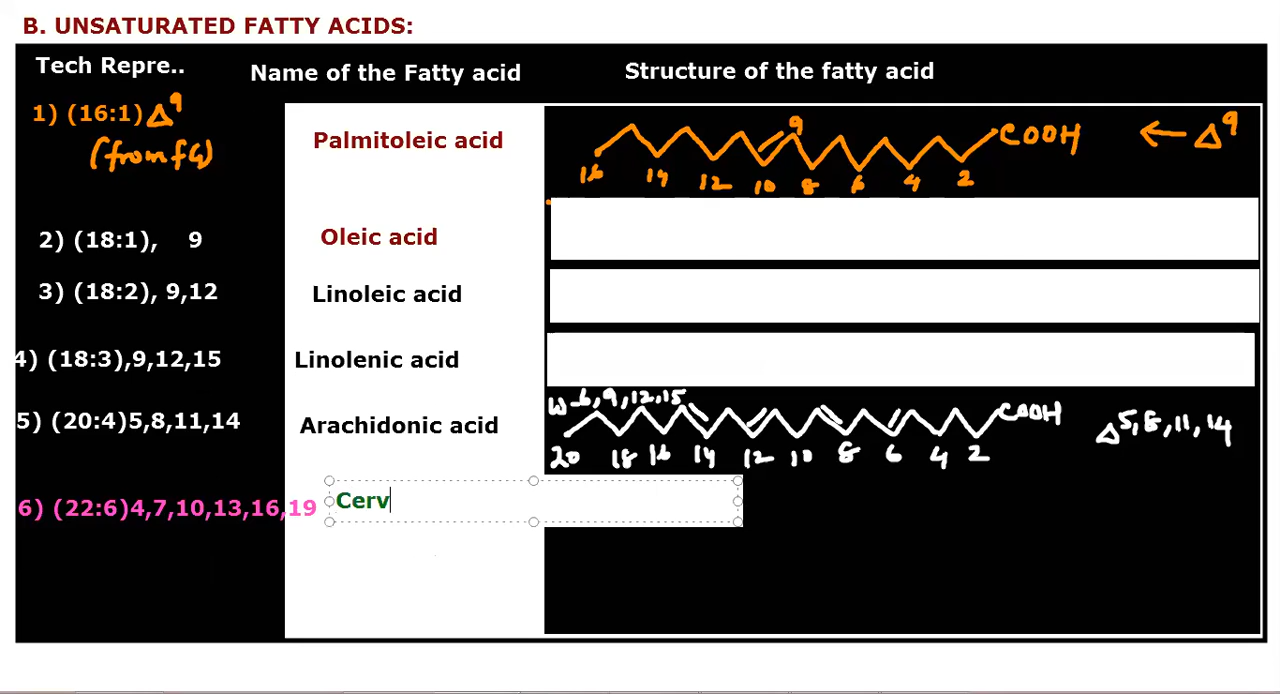 B. UNSATURATED FATTY ACIDS:
Tech Repre.. Name of the Fatty acid Structure of the fatty acid
1) (16:1) Δ9 Palmitoleic acid 9 COOH ← Δ9
16 14 12 10 8 6 4 2
2) (18:1), 9 Oleic acid
3) (18:2), 9,12 Linoleic acid
4) (18:3),9,12,15 Linolenic acid
ω-6,9,12,15
5) (20:4)5,8,11,14 Arachidonic acid COOH Δ5,8,11,14
20 18 16 14 12 10 8 6 4 2
6) (22:6)4,7,10,13,16,19 Cerv